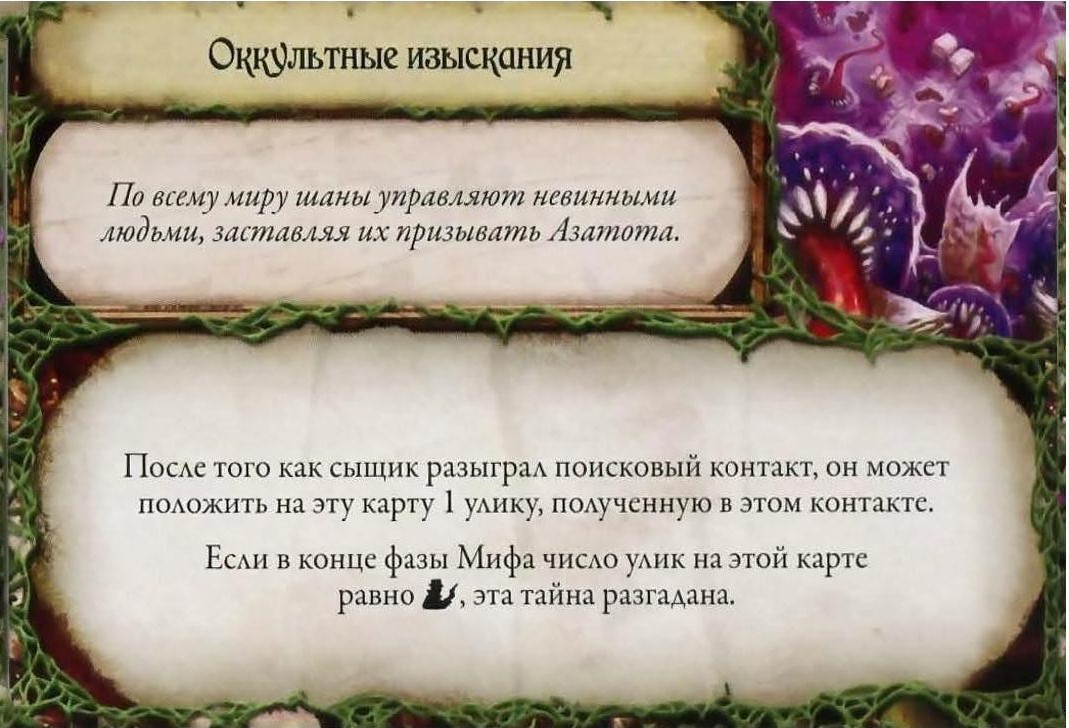 Оккультные изыскания
По всему миру шаны управляют невинными
людьми, заставляя их призывать Азатота.
После того как сыщик разыграл поисковый контакт, он может
положить на эту карту 1 улику, полученную в этом контакте.
Если в конце фазы Мифа число улик на этой карте
равно , эта тайна разгадана.